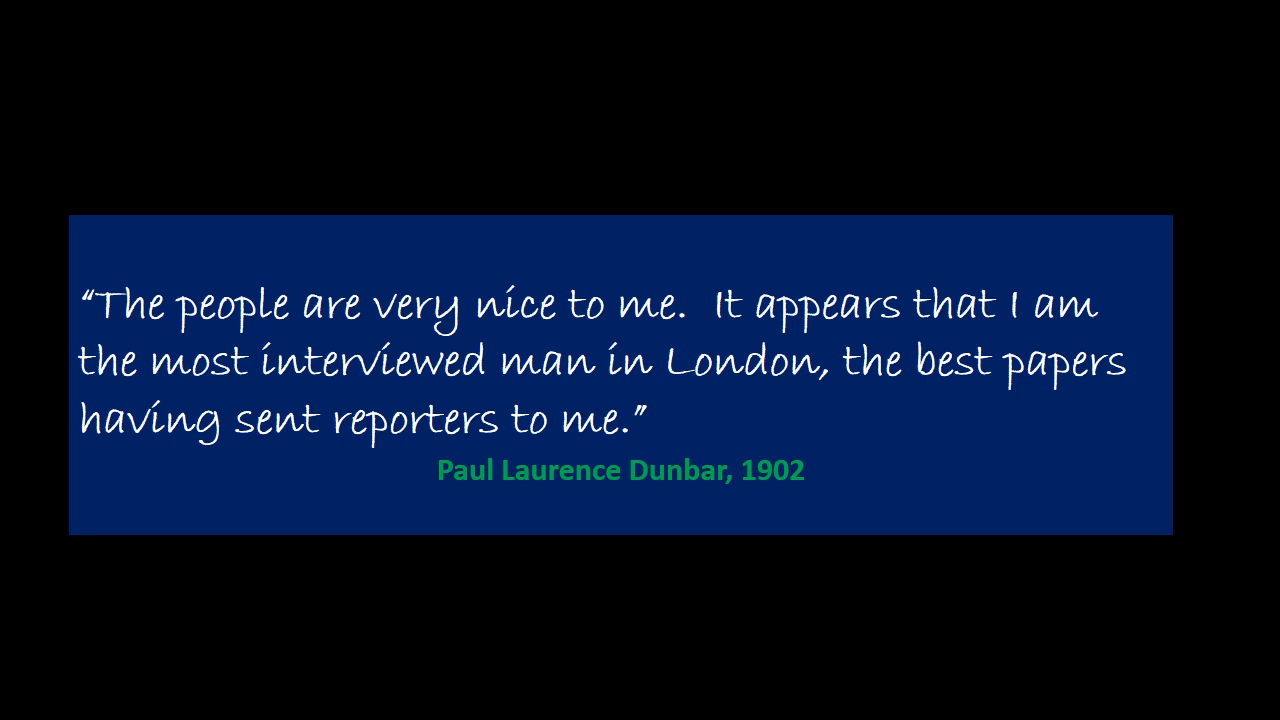 “The people are very nice to me.  It appears that I am
the most interviewed man in London, the best papers
having sent reporters to me.”
Paul Laurence Dunbar, 1902